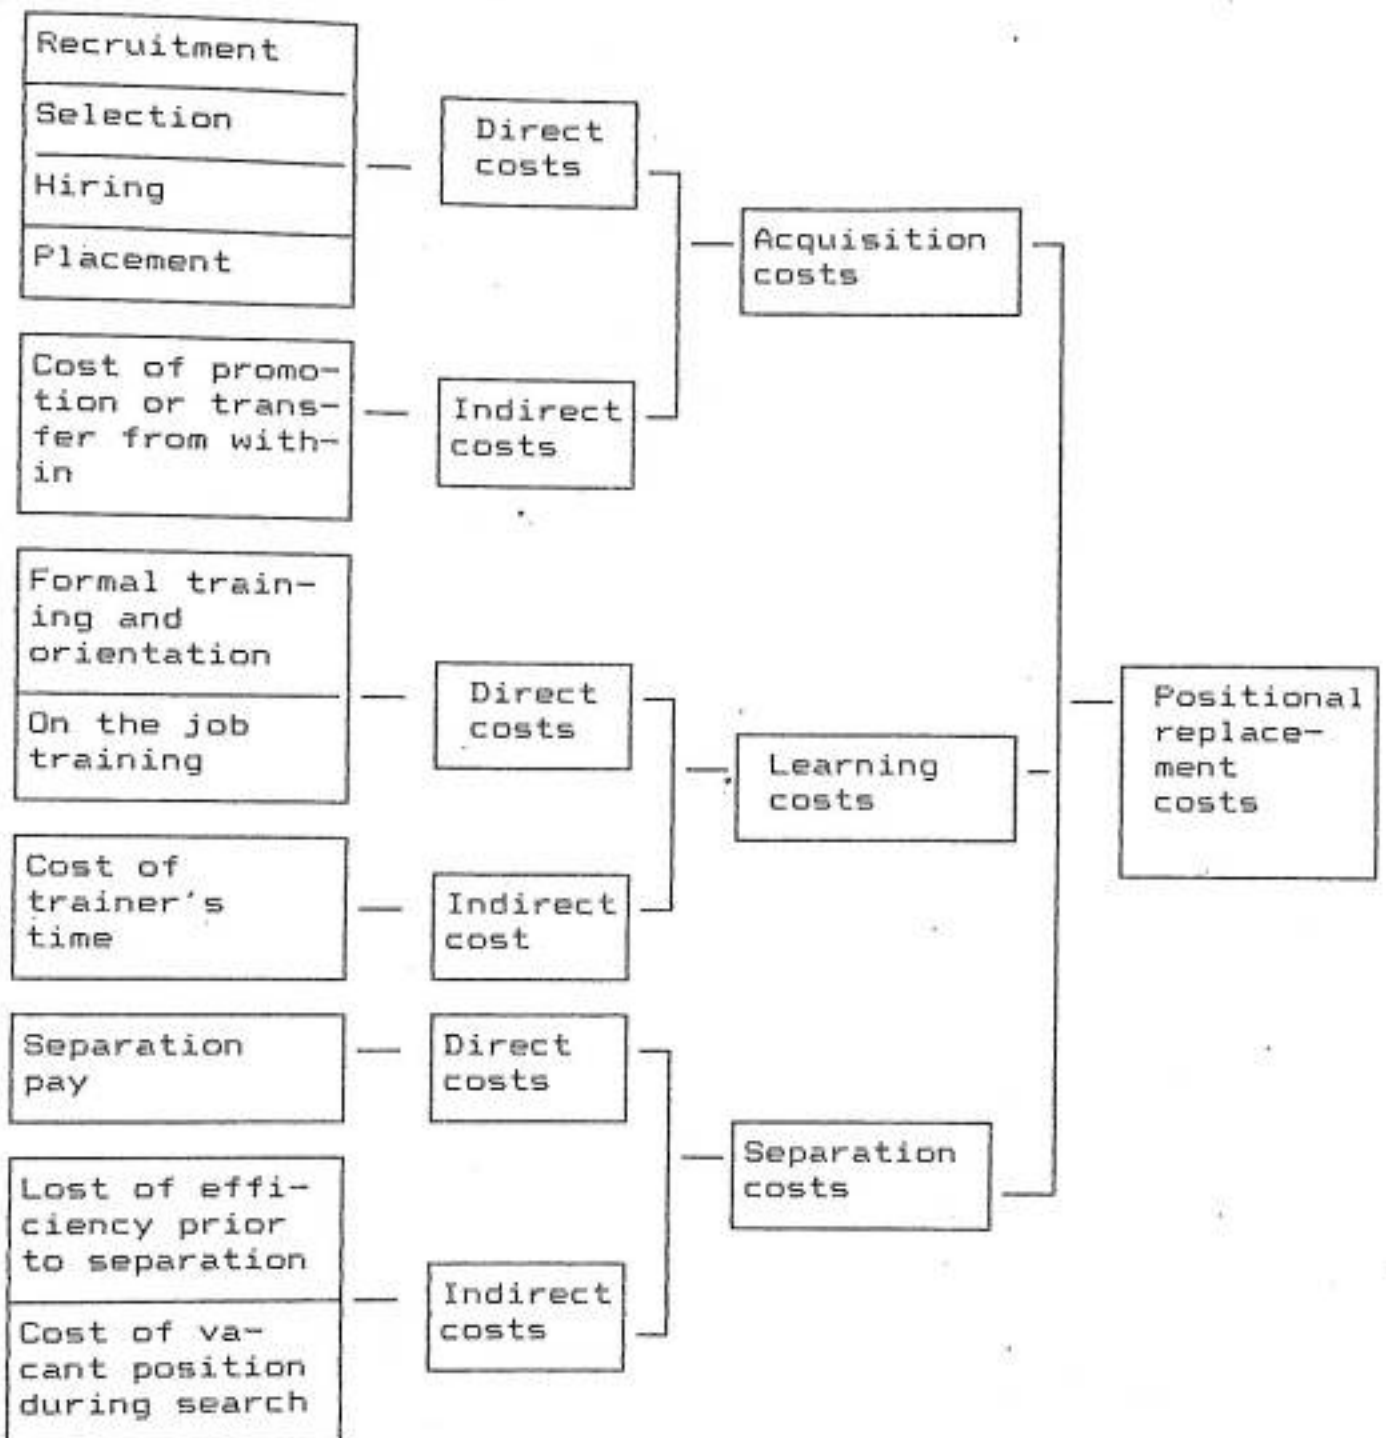 Recruitment
Selection
Hiring
Placement
Direct
costs
Acquisition
costs
Cost of promo-
tion or trans-
fer from with-
in
Indirect
costs
Formal train-
ing and
orientation
On the job
training
Direct
costs
Learning
costs
Positional
replace-
ment
costs
Cost of
trainer's
time
Indirect
cost
Separation
pay
Direct
costs
Separation
costs
Lost of effi-
ciency prior
to separation
Cost of va-
cant position
during search
Indirect
costs